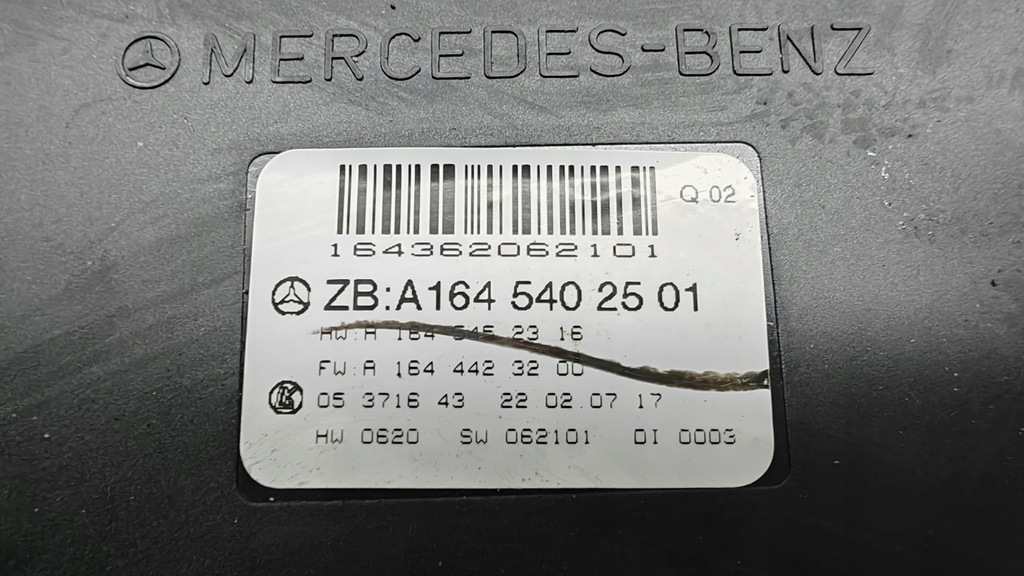 MERCEDES-BENZ
Q 02
164362062101
ZB:A164 540 25 01
HW:A 164 545 23 16
FW:A 164 442 32 00
05 3716 43 22 02.07 17
HW 0620 SW 062101 DI 0003